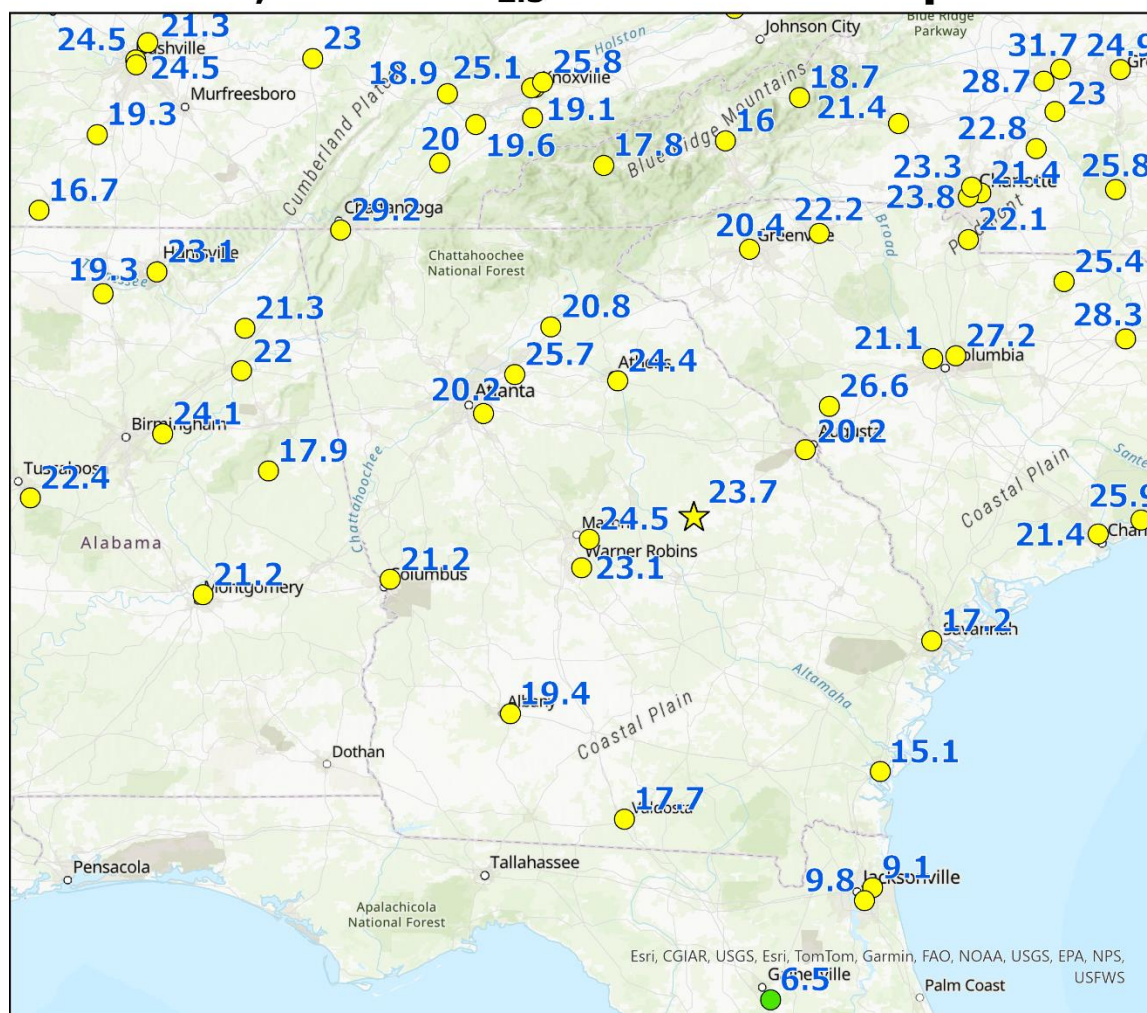 2.5
Johnson City
Blue Ridge
Parkway
Holston
21.3
24.5
24.5
23
Murfreesboro
18.9
25.1
25.8
Knoxville
18.7
31.7
24.9
28.7
23
19.3
Cumberland Plateau
20
19.6
19.1
17.8
Blue Ridge Mountains
16
21.4
22.8
23.3
21.4
Charlotte
23.8
25.8
16.7
Chattanooga
29.2
20.4
Greenville
22.2
Broad
Piedmont
22.1
Huntsville
23.1
19.3
Chattahoochee
National Forest
25.4
21.3
22
20.8
25.7
Athens
24.4
20.2
Atlanta
21.1
27.2
Columbia
28.3
26.6
Augusta
20.2
Birmingham
24.1
17.9
Tuscaloosa
22.4
Alabama
Chattahoochee
Macon
24.5
Warner Robins
23.1
23.7
Coastal Plain
25.9
21.4
21.2
Montgomery
21.2
Columbus
17.2
Savannah
Altamaha
19.4
Albany
Coastal Plain
15.1
Dothan
17.7
Valdosta
Pensacola
Tallahassee
Apalachicola
National Forest
9.8
9.1
Jacksonville
Esri, CGIAR, USGS, Esri, TomTom, Garmin, FAO, NOAA, USGS, EPA, NPS,
USFWS
Gainesville
6.5
Palm Coast